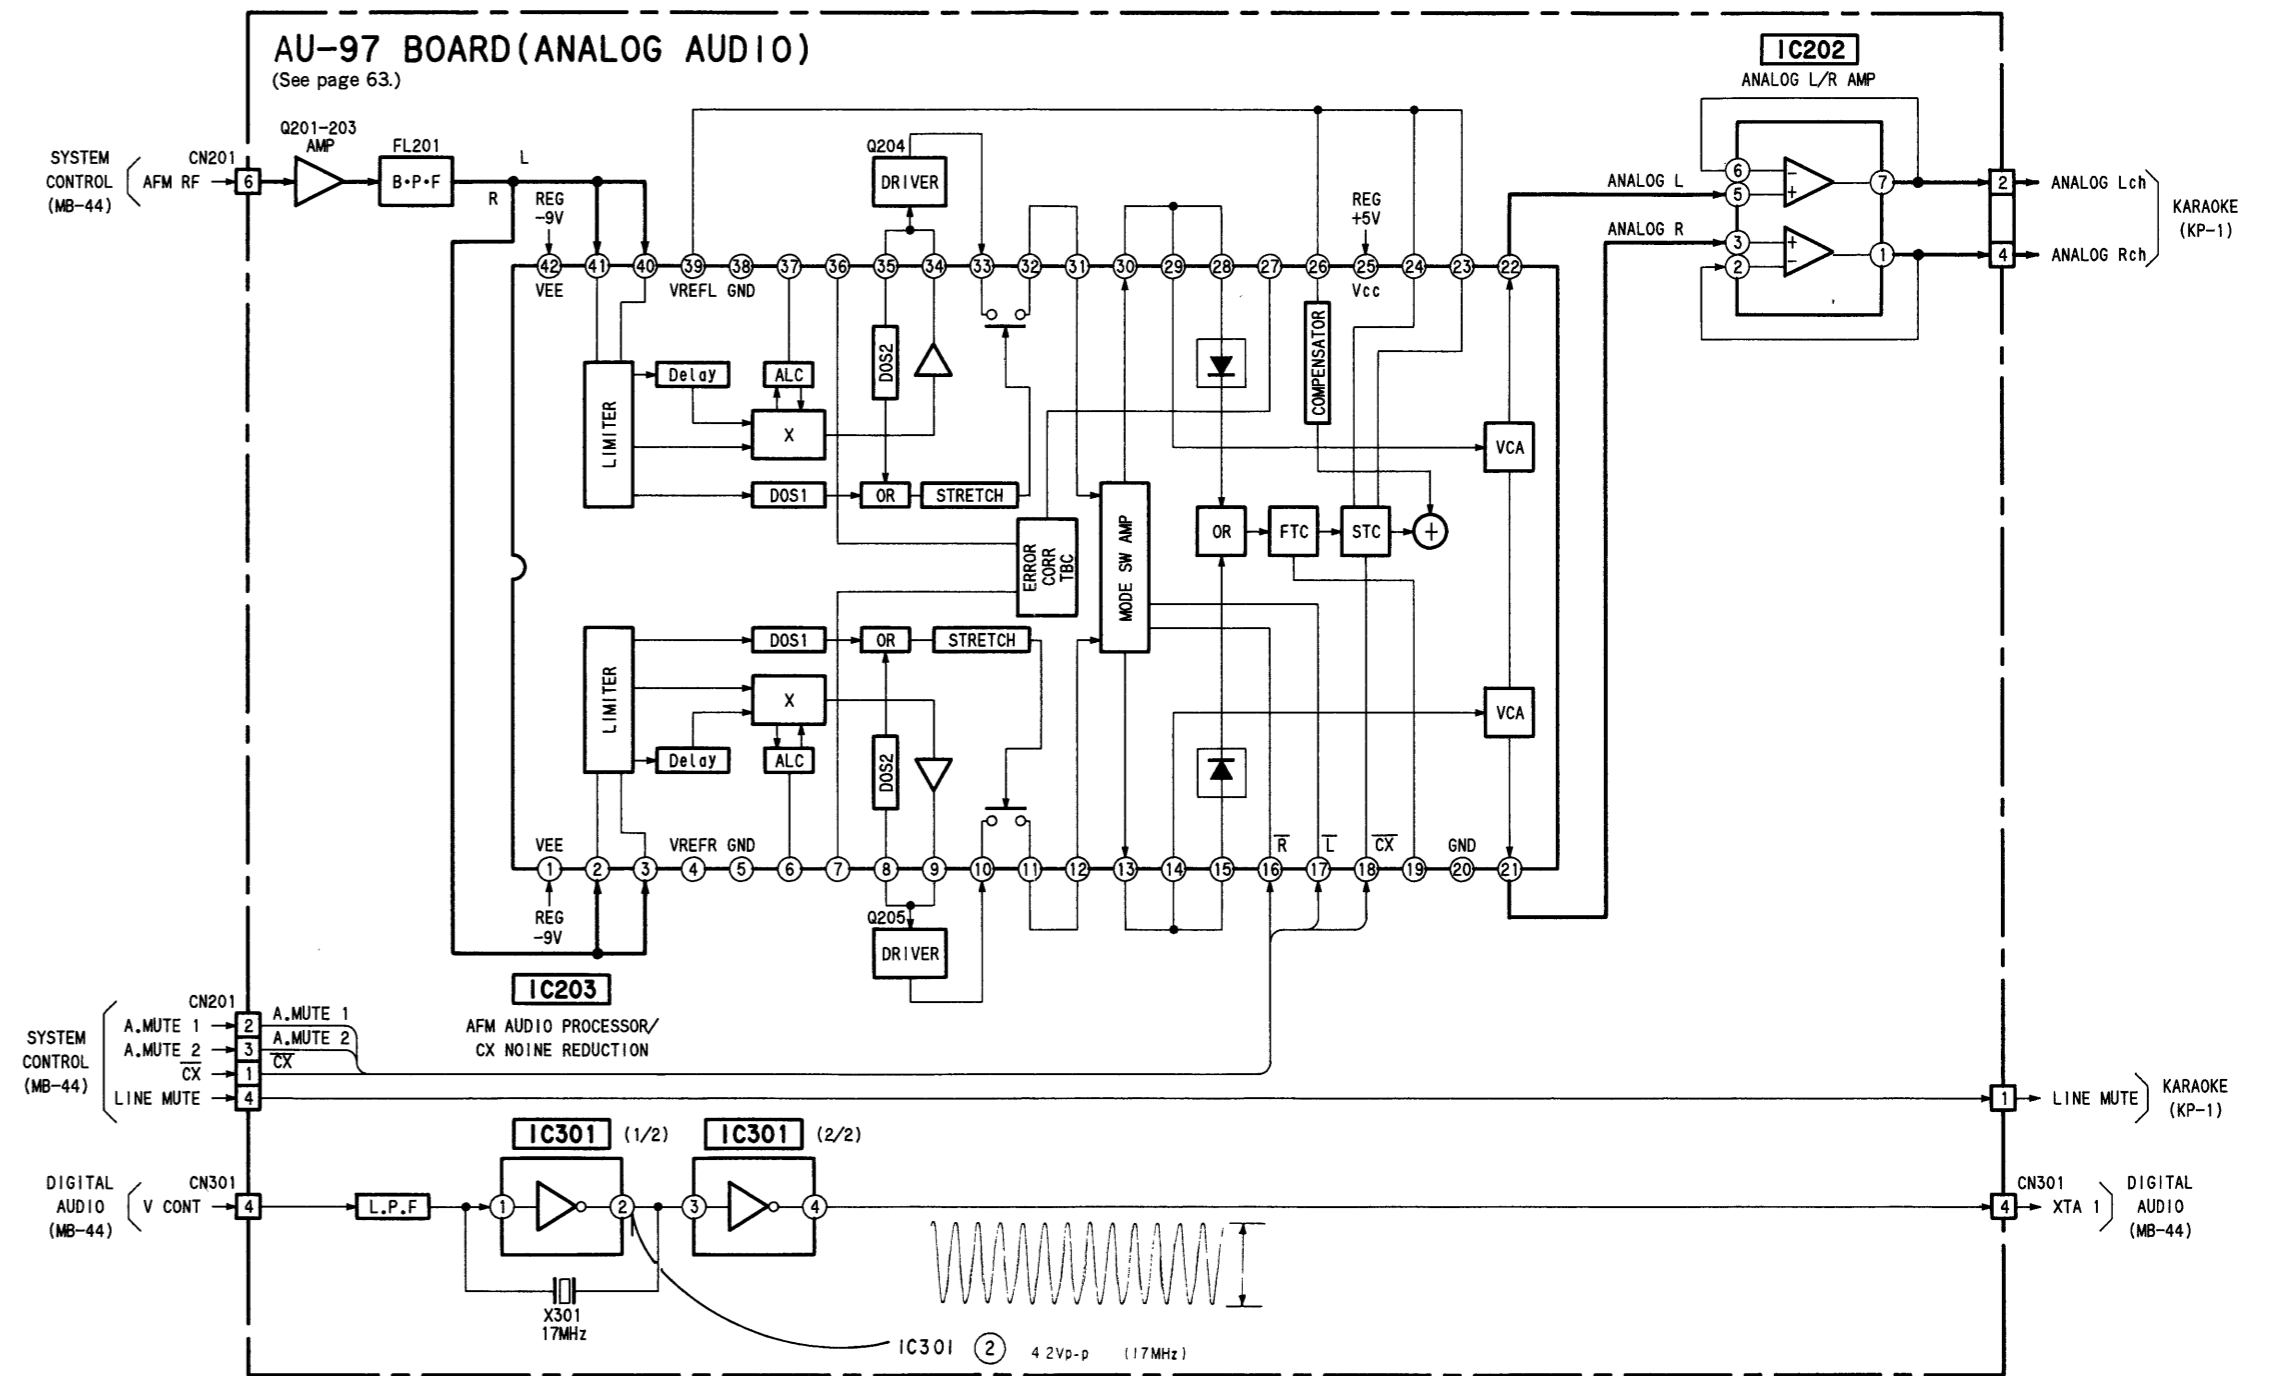 AU-97 BOARD(ANALOG AUDIO)
(See page 63.)
IC202
ANALOG L/R AMP
SYSTEM
CONTROL
(MB-44)
AFM RF
CN201
6
Q201-203
AMP
FL201
B•P•F
L
R
REG
-9V
Q204
DRIVER
REG
+5V
ANALOG L
ANALOG R
6
5
3
2
7
1
2
4
ANALOG Lch
ANALOG Rch
KARAOKE
(KP-1)
42 41 40 39 38 37 36 35 34 33 32 31 30 29 28 27 26 25 24 23 22
VEE
VREFL GND
Vcc
LIMITER
Delay
ALC
X
DOS2
DOS1
OR
STRETCH
COMPENSATOR
VCA
ERROR
CORR
TBC
MODE SW AMP
OR
FTC
STC
+
LIMITER
DOS1
OR
STRETCH
X
Delay
ALC
DOS2
VCA
VEE
VREFR GND
R
L
CX
GND
1 2 3 4 5 6 7 8 9 10 11 12 13 14 15 16 17 18 19 20 21
REG
-9V
Q205
DRIVER
IC203
AFM AUDIO PROCESSOR/
CX NOINE REDUCTION
SYSTEM
CONTROL
(MB-44)
CN201
A.MUTE 1
2
A.MUTE 1
A.MUTE 2
3
A.MUTE 2
CX
1
CX
LINE MUTE
4
1
LINE MUTE
KARAOKE
(KP-1)
IC301 (1/2)
IC301 (2/2)
DIGITAL
AUDIO
(MB-44)
V CONT
CN301
4
L.P.F
1
2
3
4
CN301
4
XTA 1
DIGITAL
AUDIO
(MB-44)
X301
17MHz
IC301 2 4 2Vp-p (17MHz)